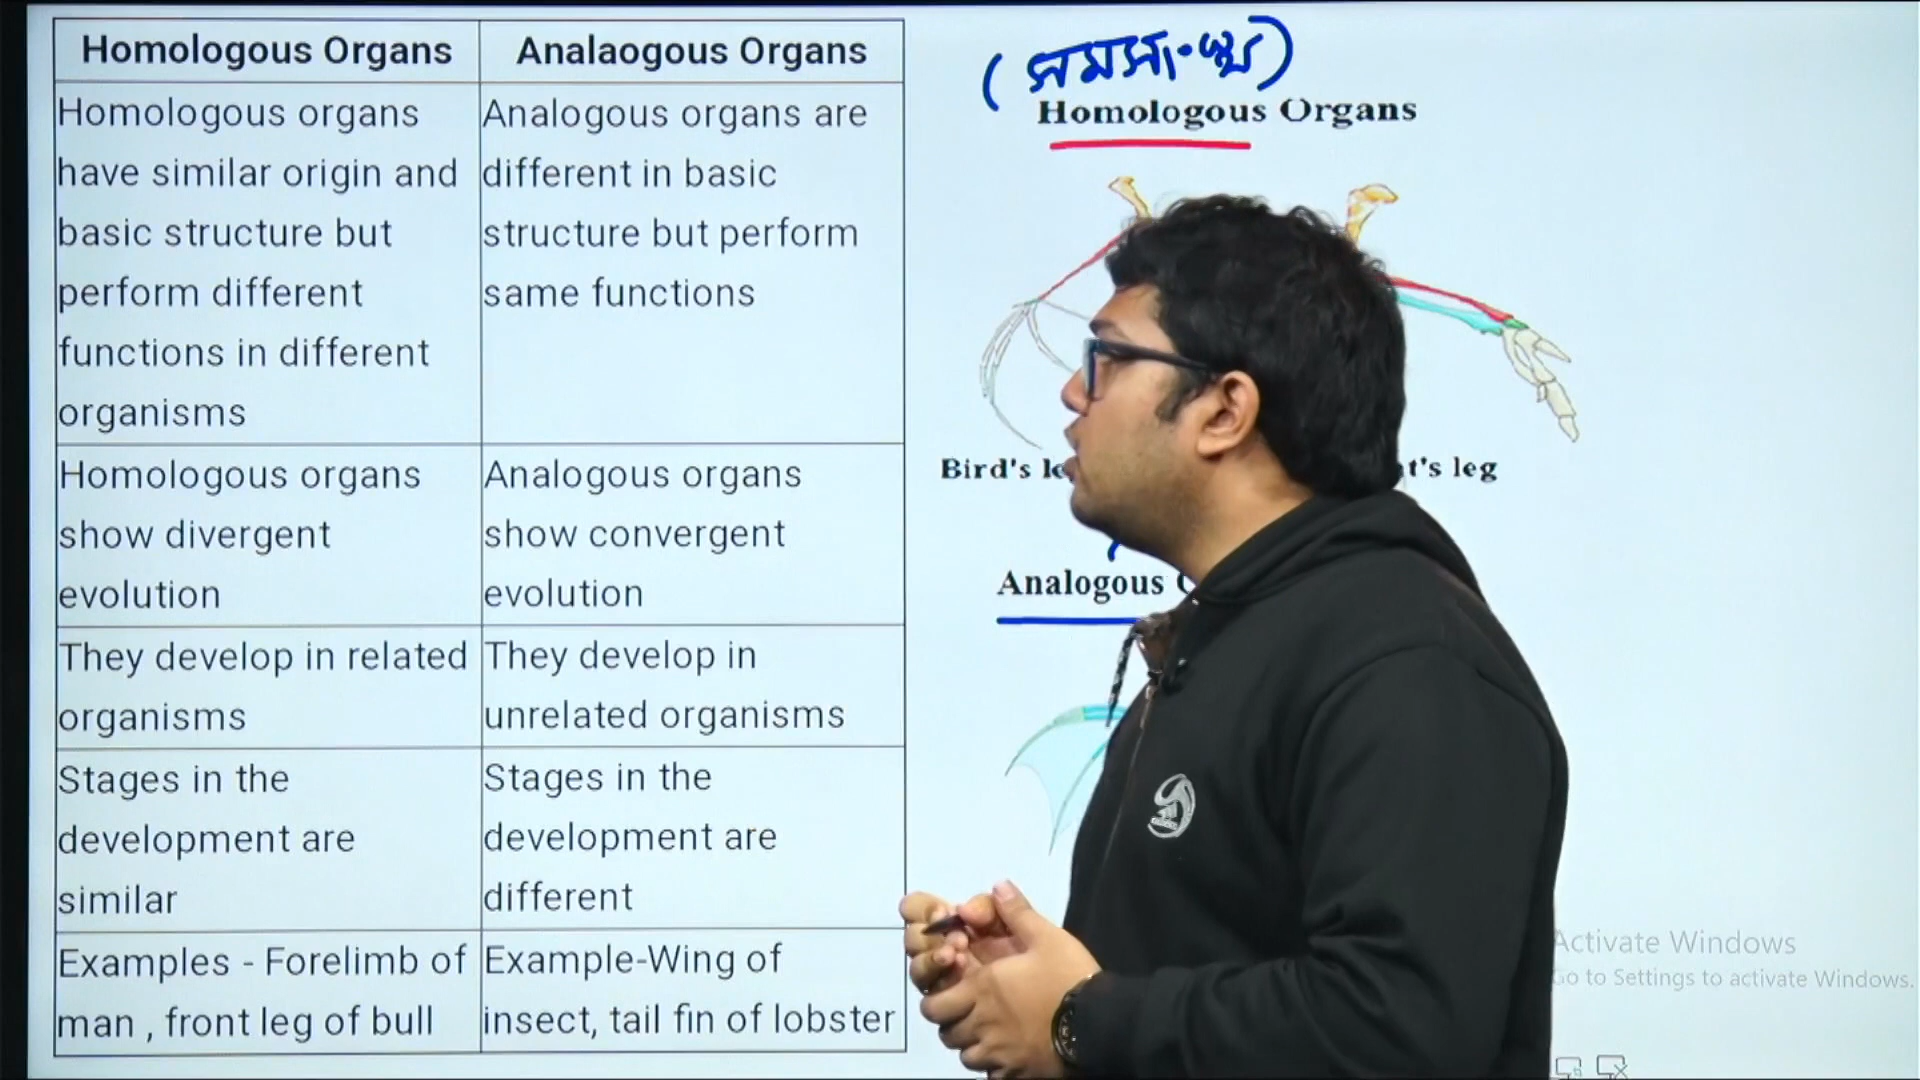 Homologous Organs
Analaogous Organs
Homologous organs
have similar origin and
basic structure but
perform different
functions in different
organisms
Analogous organs are
different in basic
structure but perform
same functions
Homologous organs
show divergent
evolution
Analogous organs
show convergent
evolution
They develop in related
organisms
They develop in
unrelated organisms
Stages in the
development are
similar
Stages in the
development are
different
Examples - Forelimb of
man , front leg of bull
Example-Wing of
insect, tail fin of lobster
Homologous Organs
Bird's
t's leg
Analogous
Activate Windows
Go to Settings to activate Windows.